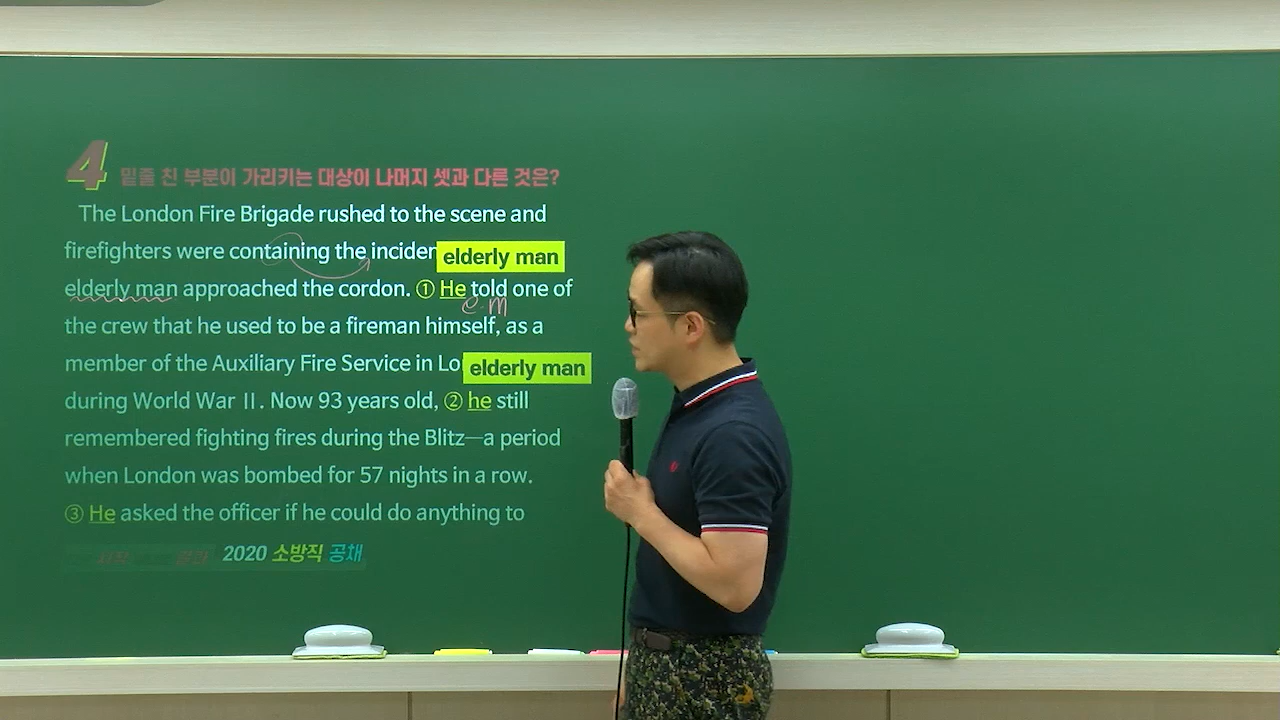 4 밑줄 친 부분이 가리키는 대상이 나머지 셋과 다른 것은?
The London Fire Brigade rushed to the scene and
firefighters were containing the inciden
elderly man
elderly man approached the cordon. ① He told one of
e.m
the crew that he used to be a fireman himself, as a
member of the Auxiliary Fire Service in Lo
elderly man
during World War II. Now 93 years old, ② he still
remembered fighting fires during the Blitz—a period
when London was bombed for 57 nights in a row.
③ He asked the officer if he could do anything to
2020 소방직 공채